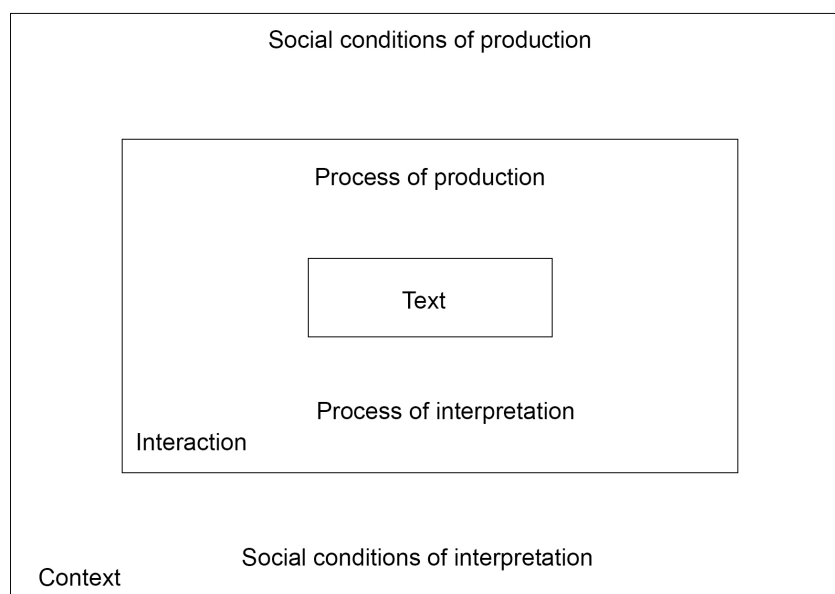 Social conditions of production
Process of production
Text
Process of interpretation
Interaction
Social conditions of interpretation
Context